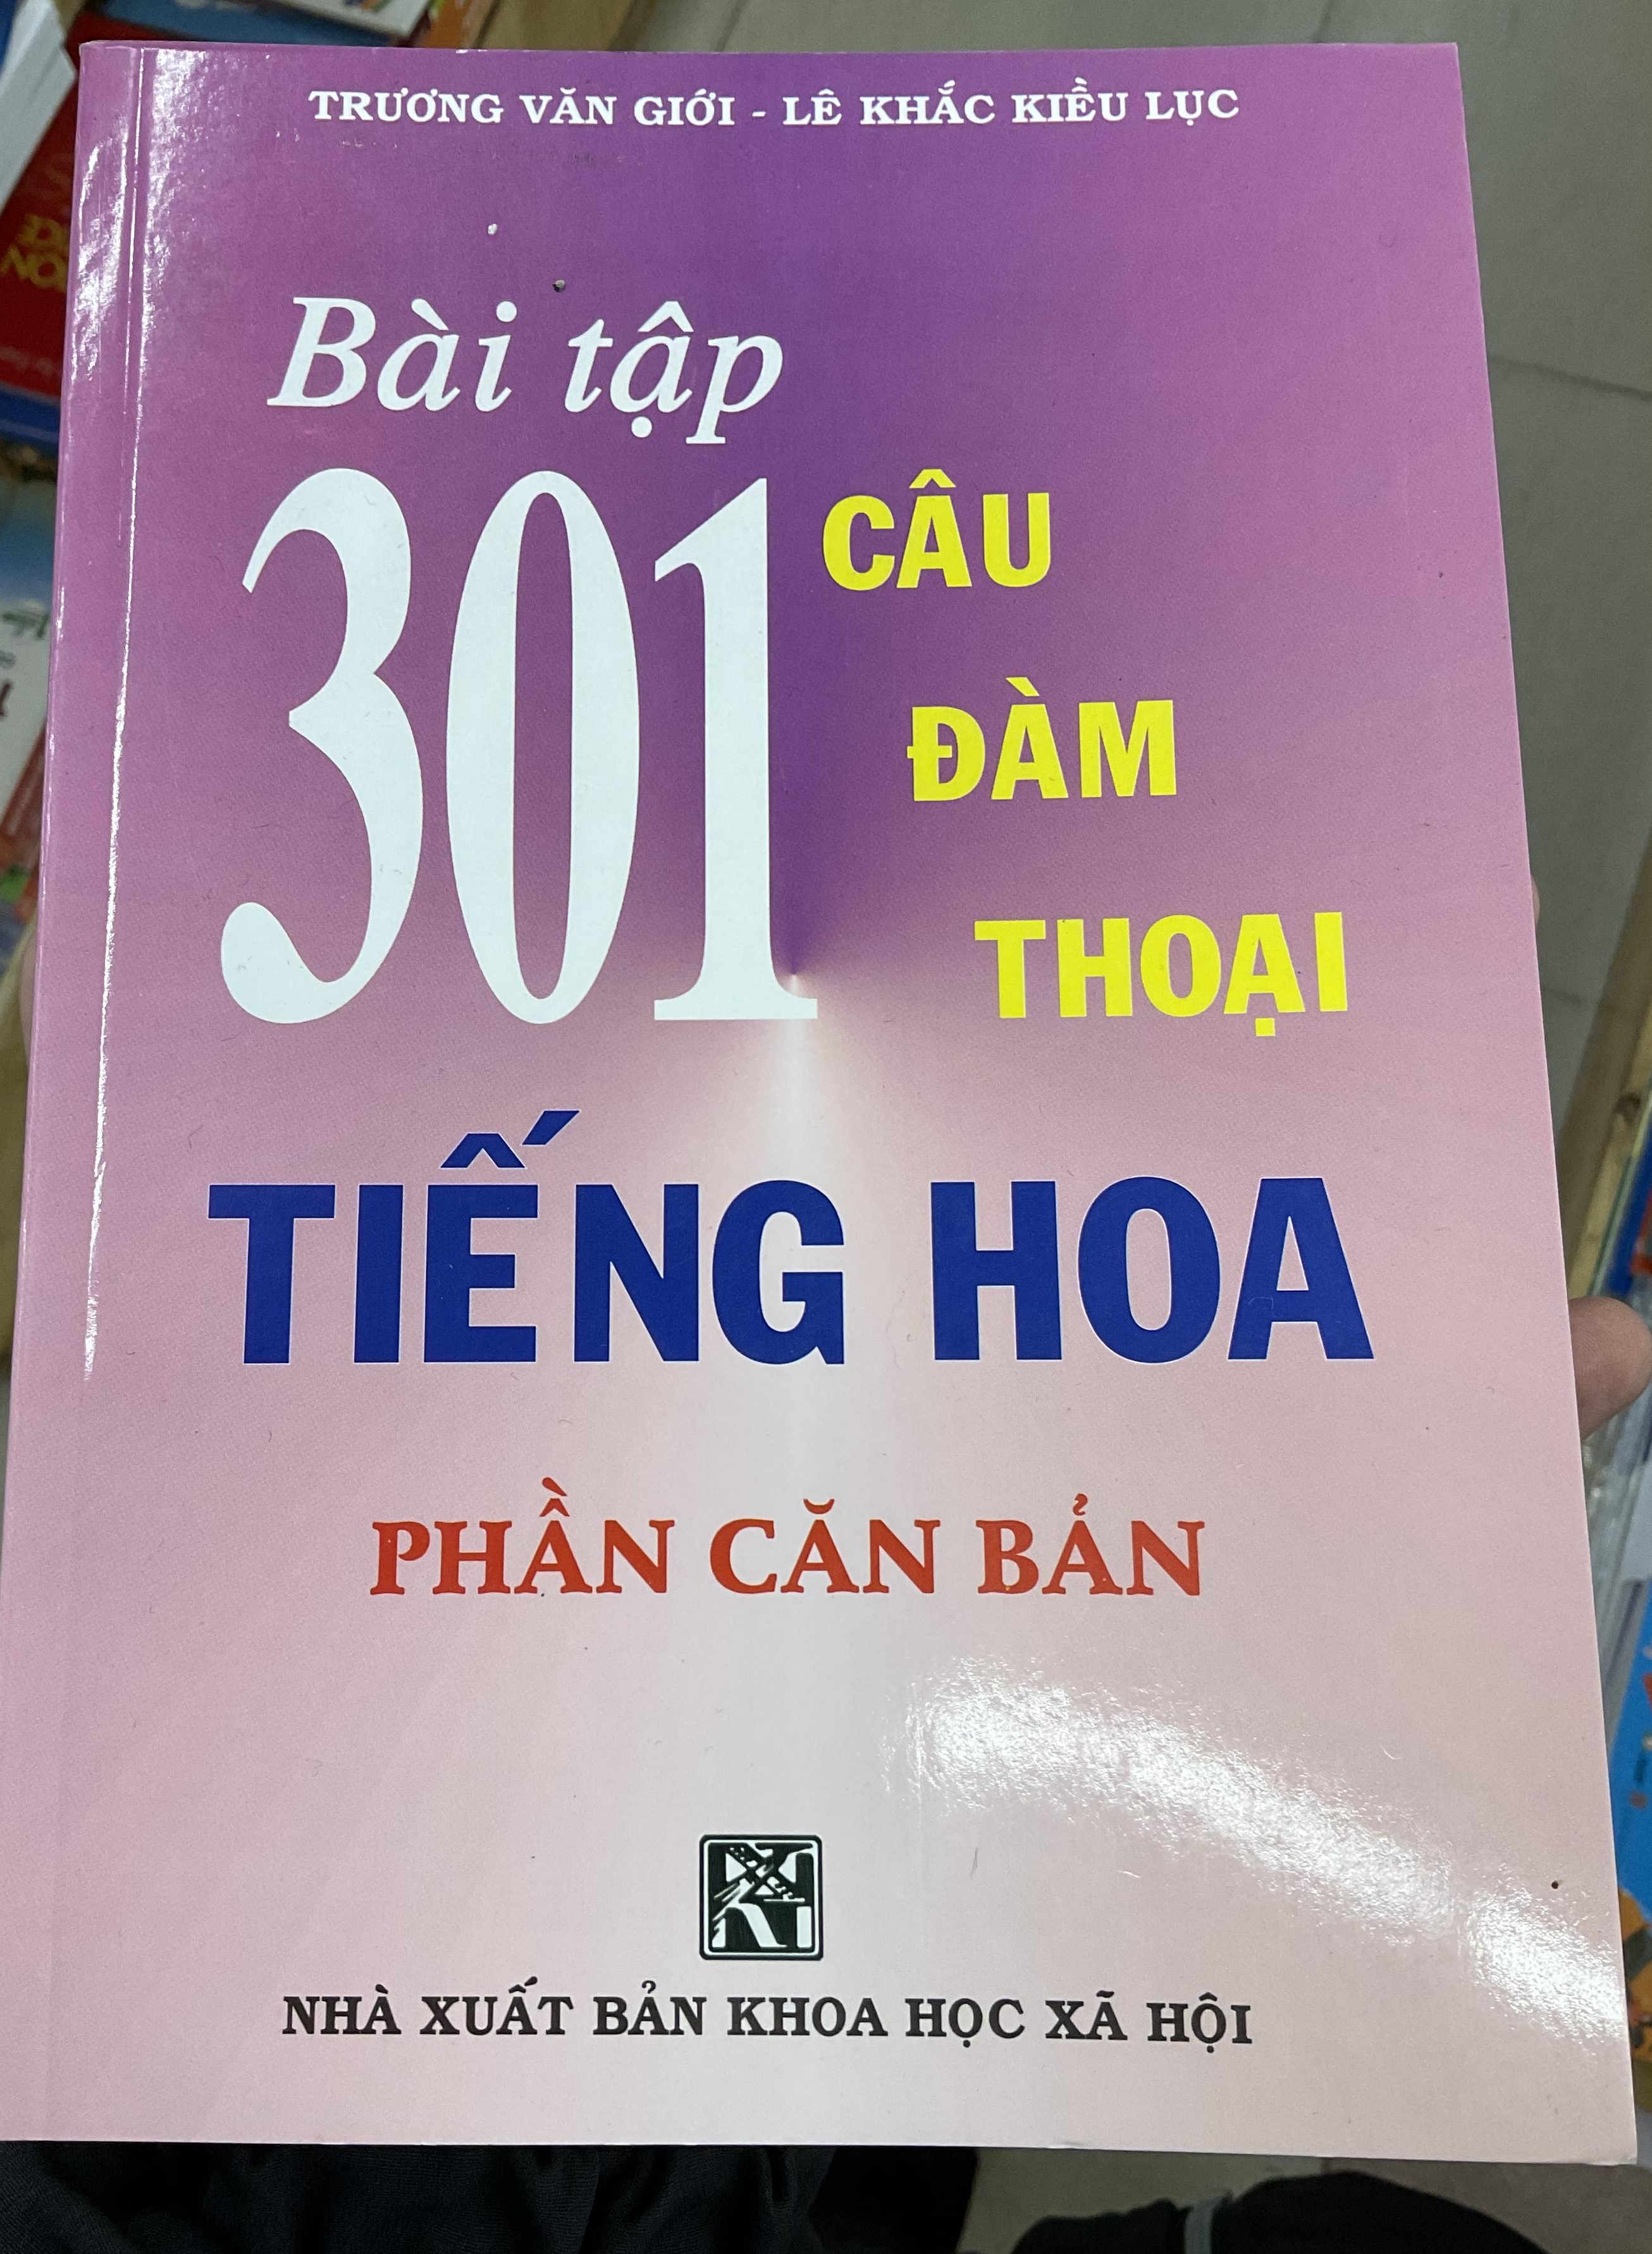 TRƯƠNG VĂN GIỚI - LÊ KHẮC KIỀU LỤC
Bài tập
301 CÂU
ĐÀM
THOẠI
TIẾNG HOA
PHẦN CĂN BẢN
NHÀ XUẤT BẢN KHOA HỌC XÃ HỘI